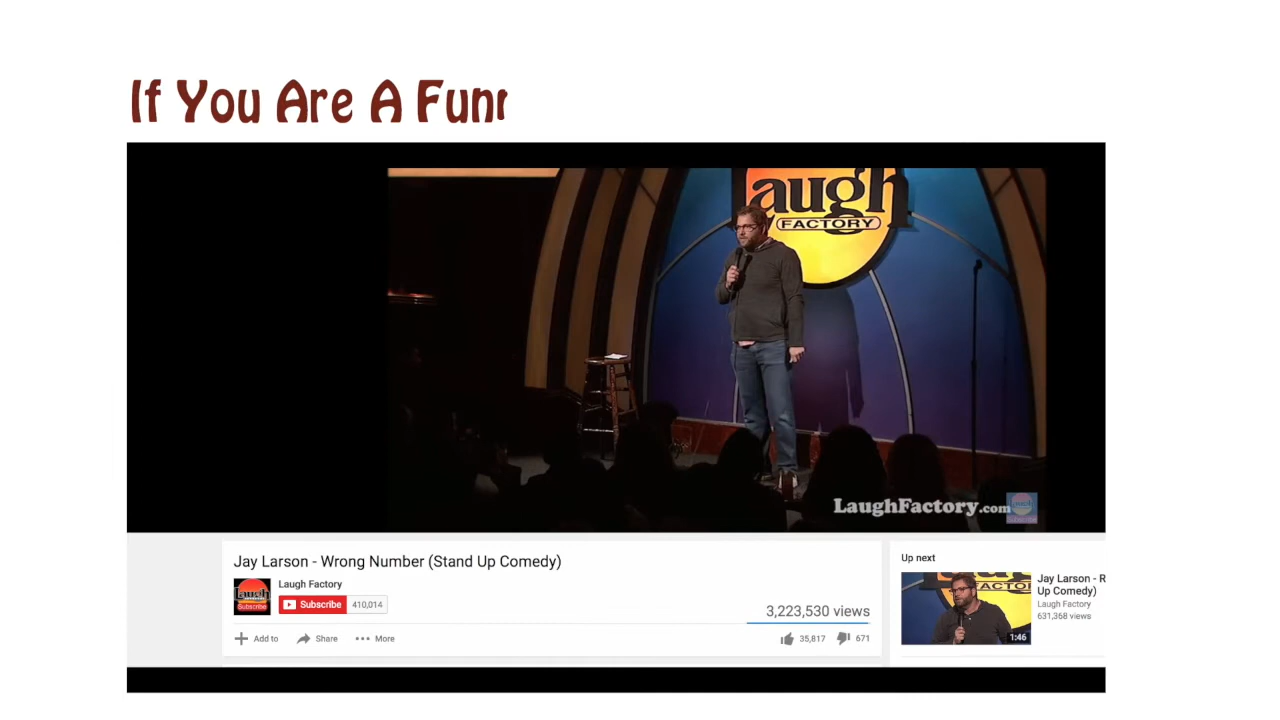 If You Are A Fun
Laugh
FACTORY
LaughFactory.com
Jay Larson - Wrong Number (Stand Up Comedy)
Laugh Factory
Subscribe 410,014
3,223,530 views
Add to Share More
35,817 671
Up next
Jay Larson - R
Up Comedy)
Laugh Factory
631,368 views
1:46